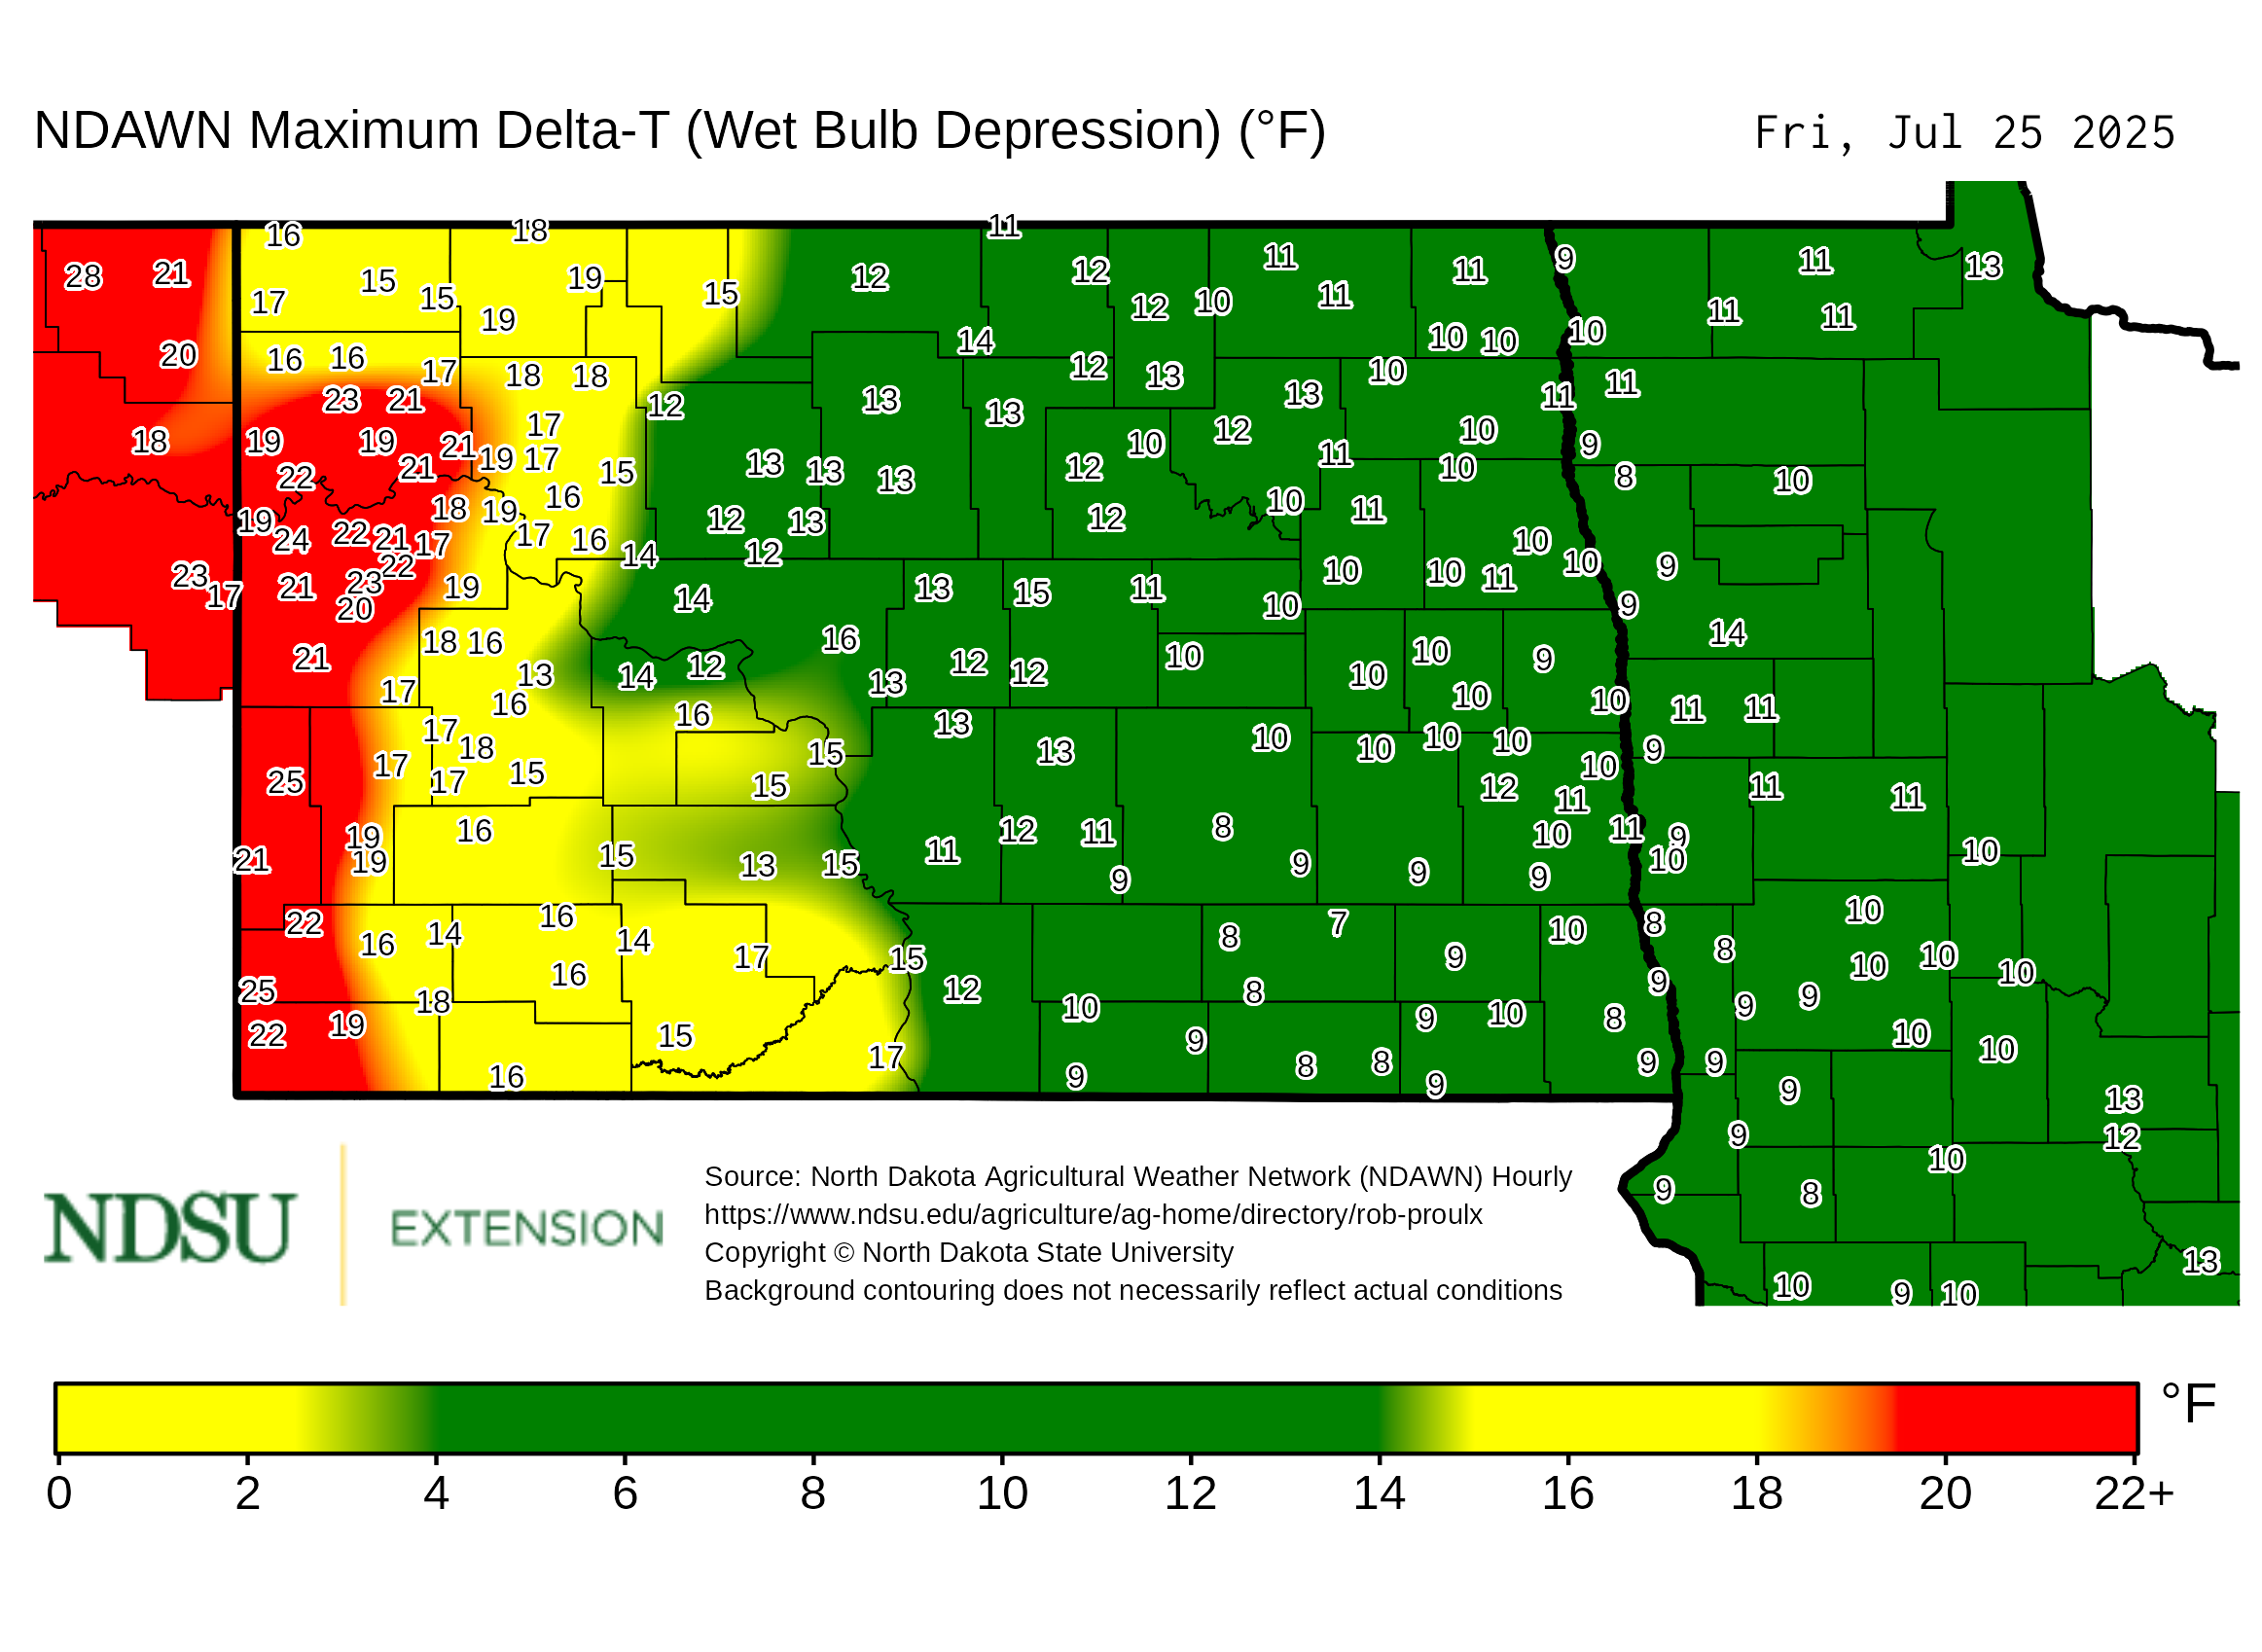 NDAWN Maximum Delta-T (Wet Bulb Depression) (°F) Fri, Jul 25 2025
16 18 11
28 21 15 19 12 12 11 11 9 11 13
17 15 15 12 10 11 11 11
19 14 10 10 10
20 16 16 17 18 18 12 13 10 11
23 21 12 13 13 13 11
18 19 19 21 17 10 12 10 9
22 21 19 17 15 13 13 13 12 11 10 8 10
19 18 19 16 12 13 12 10 11
24 22 21 17 17 16 14 12 10 10
23 17 21 22 23 20 19 14 13 15 11 10 10 10 11 9
18 16 16 10 9 14
21 13 14 12 12 12 10 10 9
17 16 16 13 10 10 11 11
17 18 15 13 13 10 10 10 10 9
25 17 17 15 15 12 10 11 11
19 16 12 11 8 11 10 11 9
21 19 15 13 15 11 9 9 9 9 10 10
22 16 14 16 14 17 15 8 7 9 10 8 8 10
25 18 16 12 8 9 9 8 10 10 10
22 19 15 17 10 9 9 10 8 10
16 9 8 8 9 9 9 9 10
13
9 12
10
9 8
13
10 9 10
NDSU EXTENSION
Source: North Dakota Agricultural Weather Network (NDAWN) Hourly
https://www.ndsu.edu/agriculture/ag-home/directory/rob-proulx
Copyright © North Dakota State University
Background contouring does not necessarily reflect actual conditions
°F
0 2 4 6 8 10 12 14 16 18 20 22+